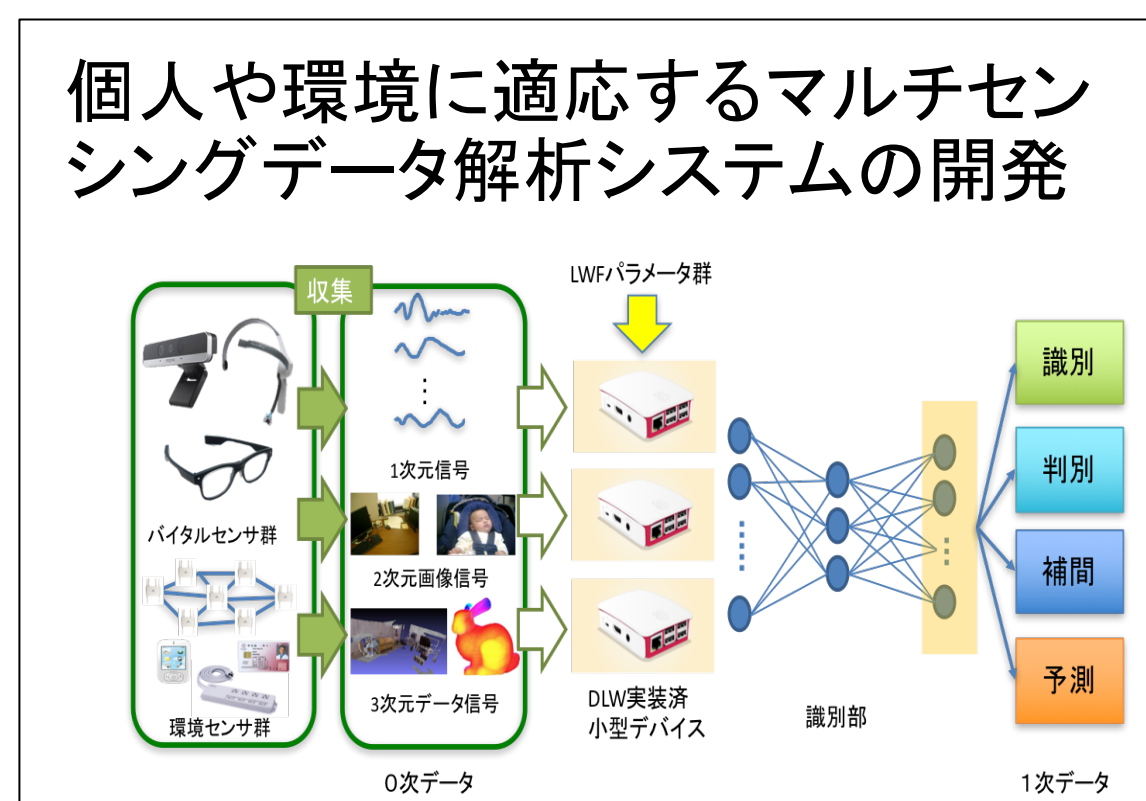 個人や環境に適応するマルチセン
シングデータ解析システムの開発
収集
LWFパラメータ群
バイタルセンサ群
環境センサ群
1次元信号
2次元画像信号
3次元データ信号
DLW実装済
小型デバイス
識別部
識別
判別
補間
予測
0次データ
1次データ